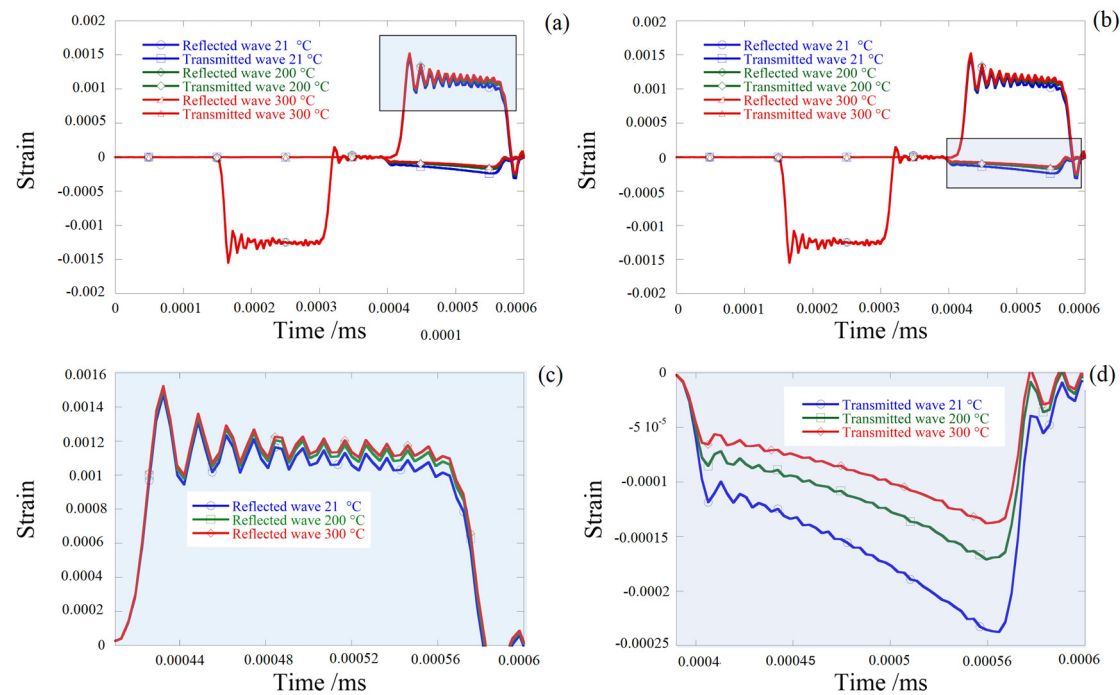 (a)
0.002
0.0015
0.001
0.0005
0
-0.0005
-0.001
-0.0015
-0.002
Strain
Reflected wave 21 °C
Transmitted wave 21 °C
Reflected wave 200 °C
Transmitted wave 200 °C
Reflected wave 300 °C
Transmitted wave 300 °C
0 0.0001 0.0002 0.0003 0.0004 0.0005 0.0006
Time /ms
0.0001
(b)
0.002
0.0015
0.001
0.0005
0
-0.0005
-0.001
-0.0015
-0.002
Strain
Reflected wave 21 °C
Transmitted wave 21 °C
Reflected wave 200 °C
Transmitted wave 200 °C
Reflected wave 300 °C
Transmitted wave 300 °C
0 0.0001 0.0002 0.0003 0.0004 0.0005 0.0006
Time /ms
(c)
0.0016
0.0014
0.0012
0.001
0.0008
0.0006
0.0004
0.0002
0
Strain
Reflected wave 21 °C
Reflected wave 200 °C
Reflected wave 300 °C
0.00044 0.00048 0.00052 0.00056 0.0006
Time /ms
(d)
0
-5 10⁻⁵
-0.0001
-0.00015
-0.0002
-0.00025
Strain
Transmitted wave 21 °C
Transmitted wave 200 °C
Transmitted wave 300 °C
0.0004 0.00045 0.0005 0.00056 0.0006
Time /ms